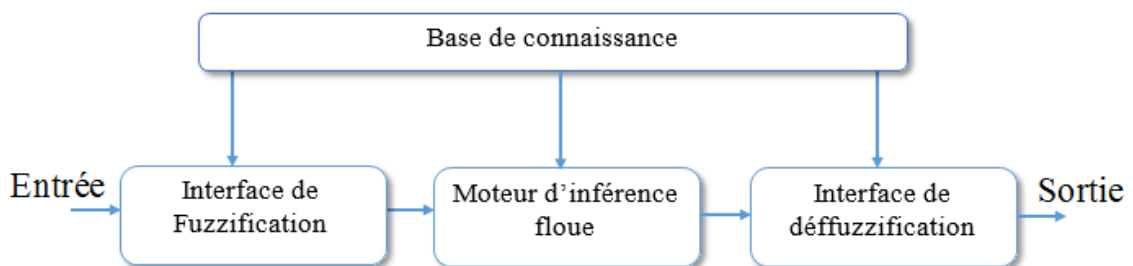 Base de connaissance
Entrée
Interface de
Fuzzification
Moteur d’inférence
floue
Interface de
déffuzzification
Sortie